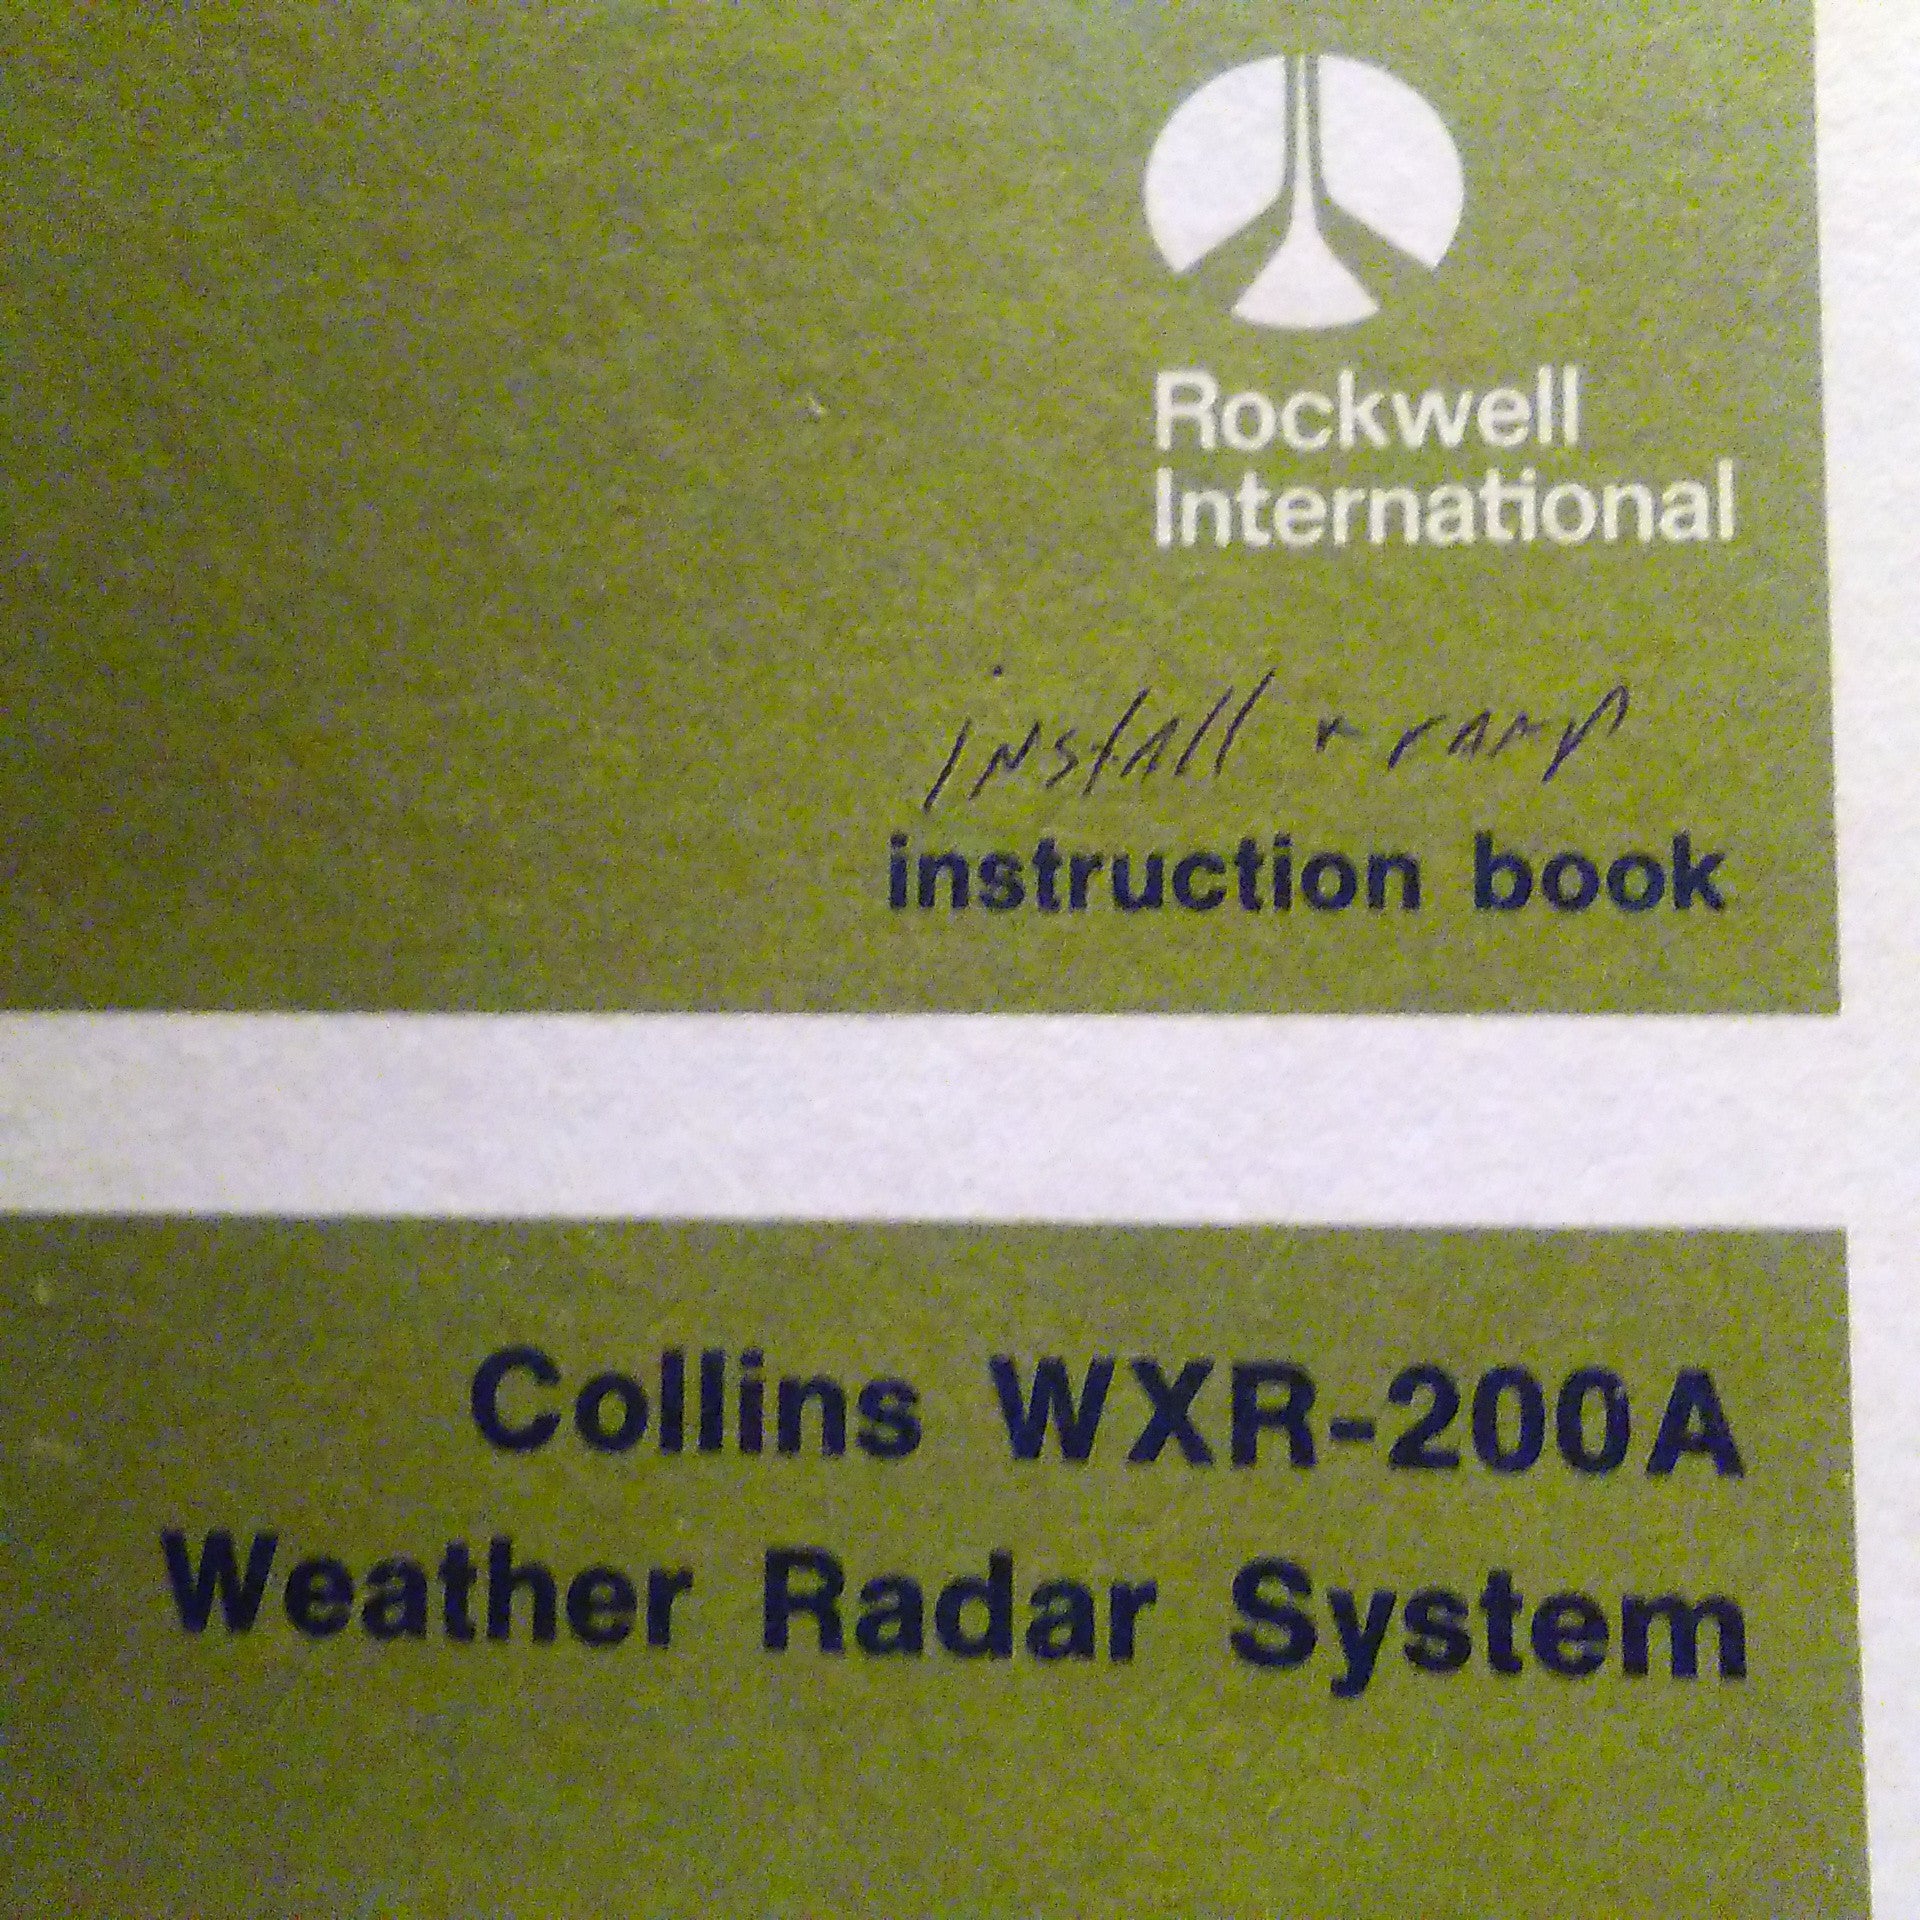 Rockwell
International
install + ramp
instruction book
Collins WXR-200A
Weather Radar System